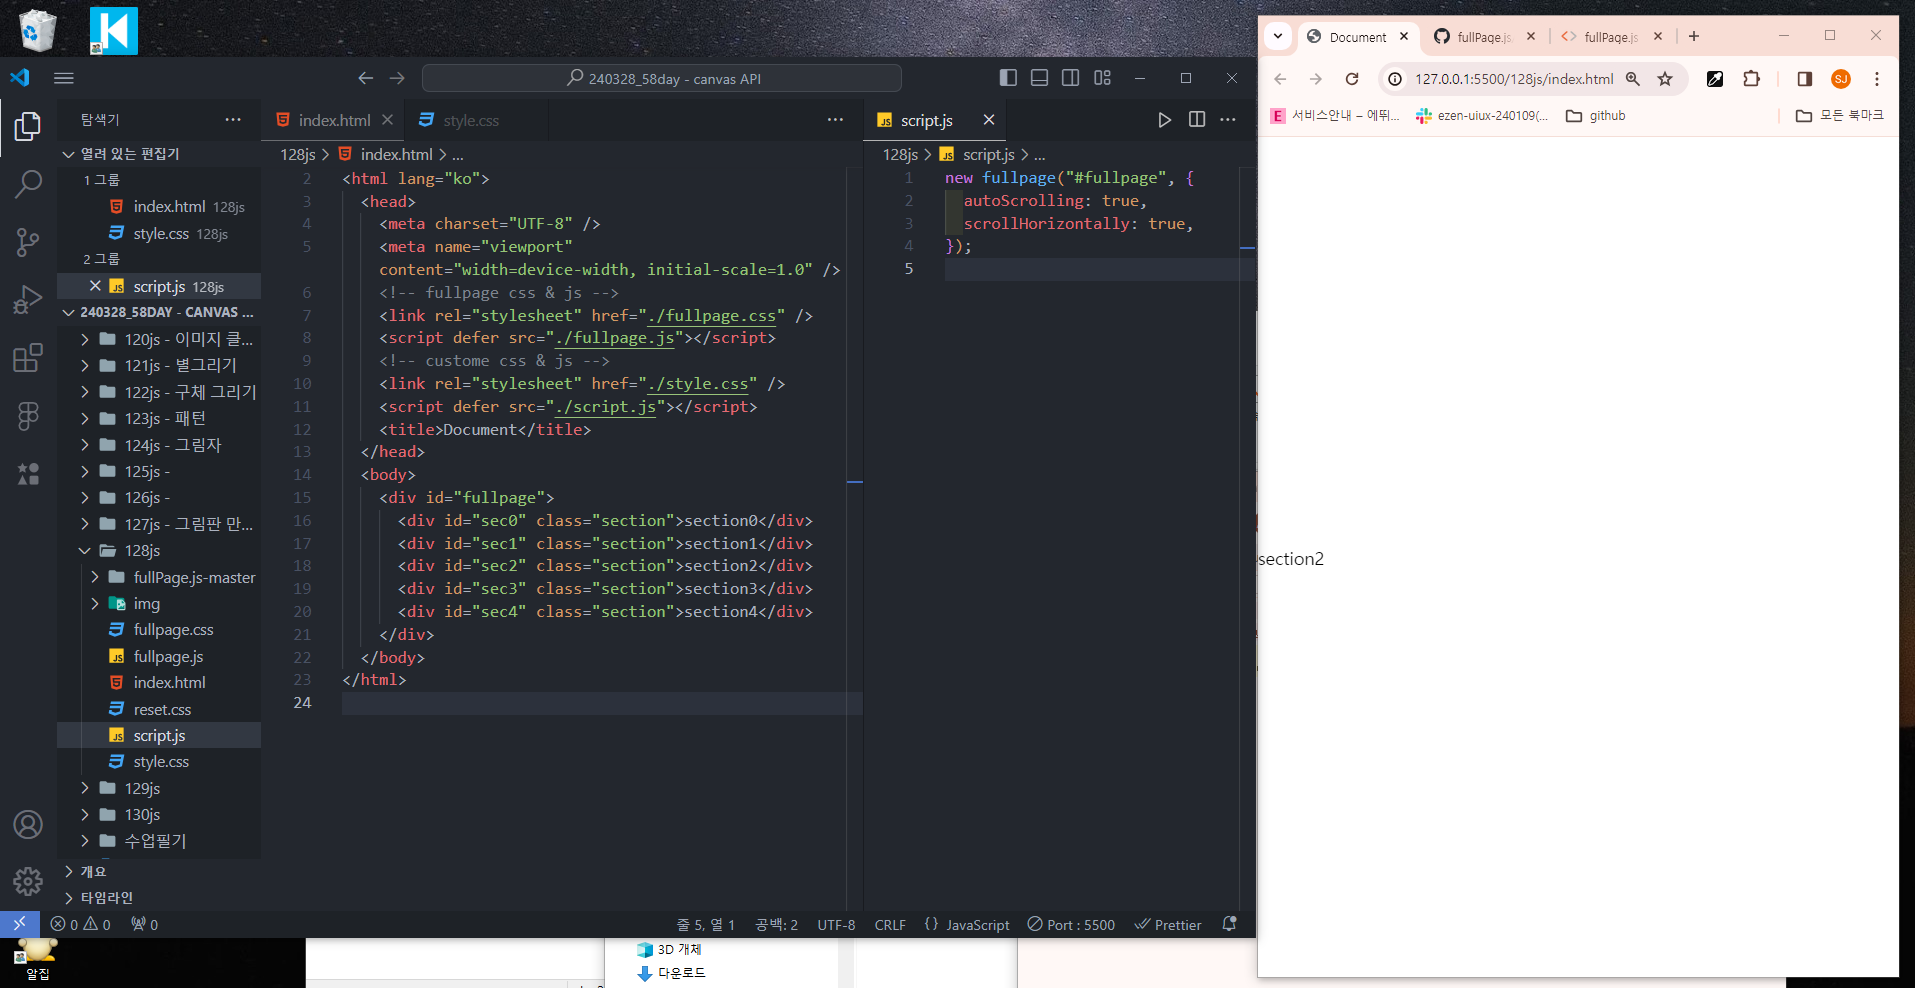 240328_58day - canvas API
탐색기
열려 있는 편집기
1 그룹
index.html 128js
style.css 128js
2 그룹
script.js 128js
240328_58DAY - CANVAS ...
120js - 이미지 클...
121js - 별그리기
122js - 구체 그리기
123js - 패턴
124js - 그림자
125js -
126js -
127js - 그림판 만...
128js
fullPage.js-master
img
fullpage.css
fullpage.js
index.html
reset.css
script.js
style.css
129js
130js
수업필기
개요
타임라인
index.html
style.css
128js > index.html > ...
2 <html lang="ko">
3 <head>
4 <meta charset="UTF-8" />
5 <meta name="viewport"
content="width=device-width, initial-scale=1.0" />
6 <!-- fullpage css & js -->
7 <link rel="stylesheet" href="./fullpage.css" />
8 <script defer src="./fullpage.js"></script>
9 <!-- custome css & js -->
10 <link rel="stylesheet" href="./style.css" />
11 <script defer src="./script.js"></script>
12 <title>Document</title>
13 </head>
14 <body>
15 <div id="fullpage">
16 <div id="sec0" class="section">section0</div>
17 <div id="sec1" class="section">section1</div>
18 <div id="sec2" class="section">section2</div>
19 <div id="sec3" class="section">section3</div>
20 <div id="sec4" class="section">section4</div>
21 </div>
22 </body>
23 </html>
24
script.js
128js > script.js > ...
1 new fullpage("#fullpage", {
2 autoScrolling: true,
3 scrollHorizontally: true,
4 });
5
0 0 0
줄 5, 열 1 공백: 2 UTF-8 CRLF {} JavaScript Port : 5500 Prettier
Document
fullPage.js
fullPage.js
127.0.0.1:5500/128js/index.html
SJ
서비스안내 – 에뛰...
ezen-uiux-240109(...
github
모든 북마크
section2
알집
3D 개체
다운로드